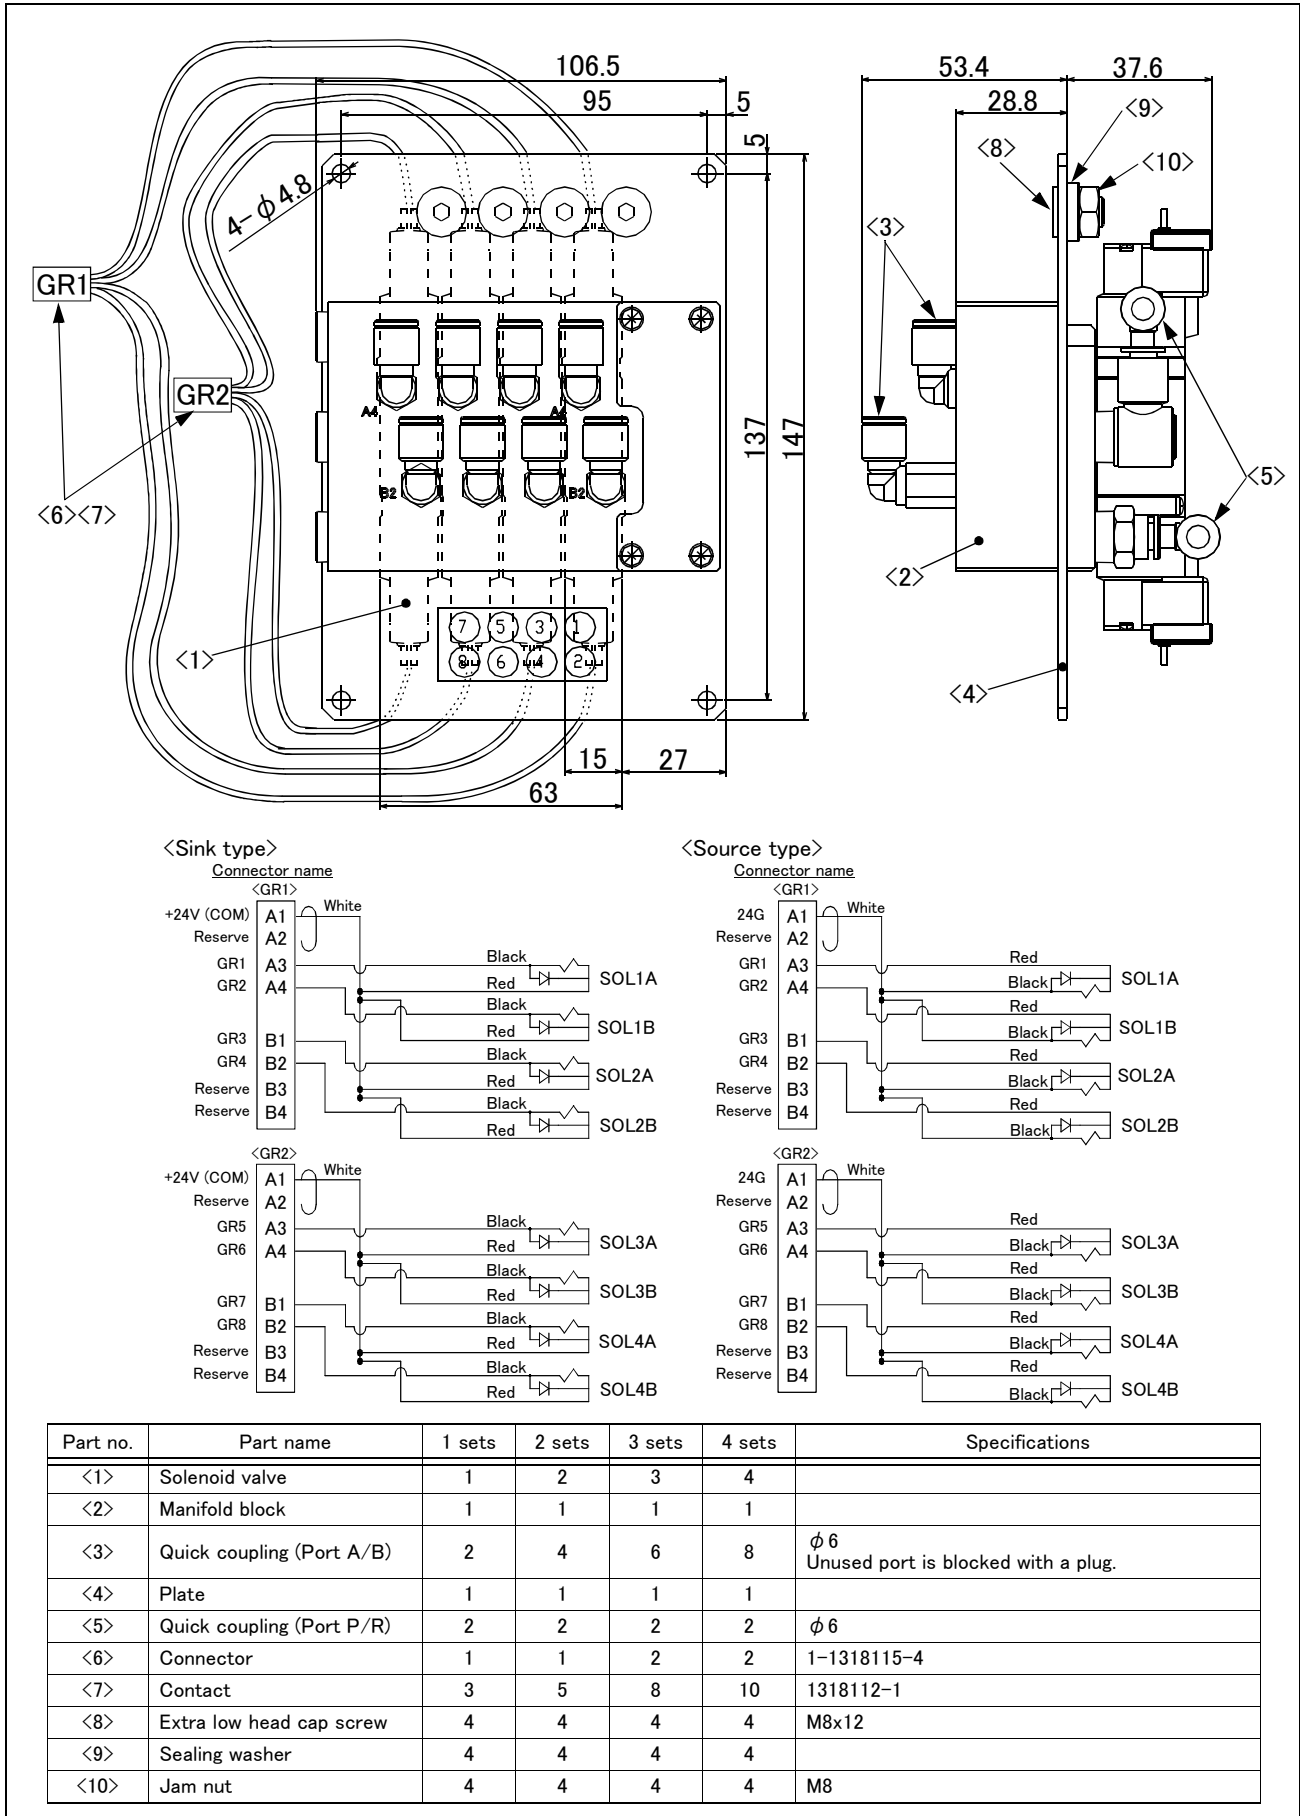 106.5
53.4
37.6
95
5
28.8
<9>
5
<8>
<10>
4-φ4.8
<3>
GR1
GR2
A4
A4
137
147
B2
B2
<5>
<6><7>
<2>
<1>
7 5 3 1
8 6 4 2
<4>
15
27
63
<Sink type>
Connector name
<GR1>
+24V (COM) A1 White
Reserve A2
GR1 A3 Black
GR2 A4 Red SOL1A
Black
Red SOL1B
GR3 B1 Black
GR4 B2 Red SOL2A
Reserve B3 Black
Reserve B4 Red SOL2B
<GR2>
+24V (COM) A1 White
Reserve A2
GR5 A3 Black
GR6 A4 Red SOL3A
Black
Red SOL3B
GR7 B1 Black
GR8 B2 Red SOL4A
Reserve B3 Black
Reserve B4 Red SOL4B
<Source type>
Connector name
<GR1>
24G A1 White
Reserve A2
GR1 A3 Red
GR2 A4 Black SOL1A
Red
Black SOL1B
GR3 B1 Red
GR4 B2 Black SOL2A
Reserve B3 Red
Reserve B4 Black SOL2B
<GR2>
24G A1 White
Reserve A2
GR5 A3 Red
GR6 A4 Black SOL3A
Red
Black SOL3B
GR7 B1 Red
GR8 B2 Black SOL4A
Reserve B3 Red
Reserve B4 Black SOL4B
Part no. Part name 1 sets 2 sets 3 sets 4 sets Specifications
<1> Solenoid valve 1 2 3 4
<2> Manifold block 1 1 1 1
<3> Quick coupling (Port A/B) 2 4 6 8 φ6
Unused port is blocked with a plug.
<4> Plate 1 1 1 1
<5> Quick coupling (Port P/R) 2 2 2 2 φ6
<6> Connector 1 1 2 2 1-1318115-4
<7> Contact 3 5 8 10 1318112-1
<8> Extra low head cap screw 4 4 4 4 M8x12
<9> Sealing washer 4 4 4 4
<10> Jam nut 4 4 4 4 M8